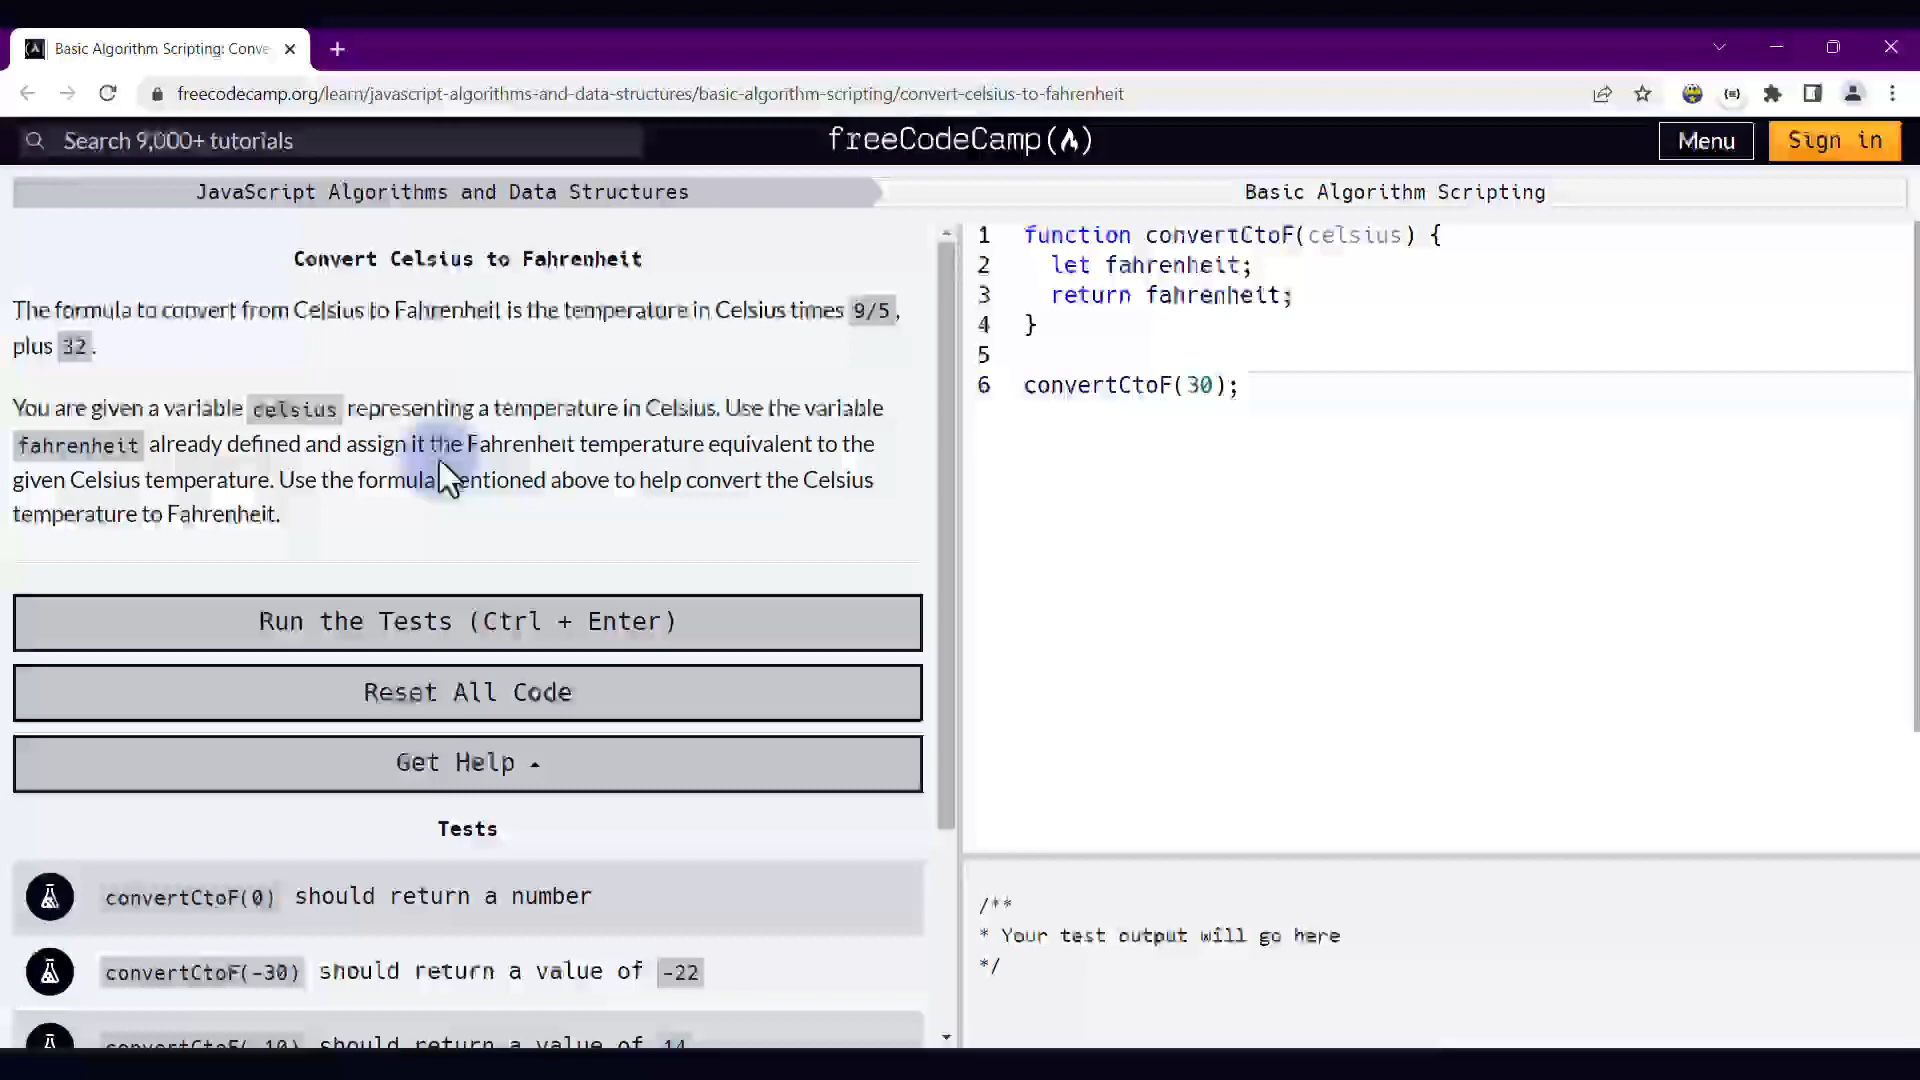 Basic Algorithm Scripting: Conve
freecodecamp.org/learn/javascript-algorithms-and-data-structures/basic-algorithm-scripting/convert-celsius-to-fahrenheit
Search 9,000+ tutorials
freeCodeCamp
Menu
Sign in
JavaScript Algorithms and Data Structures
Basic Algorithm Scripting
Convert Celsius to Fahrenheit
The formula to convert from Celsius to Fahrenheit is the temperature in Celsius times 9/5,
plus 32.
You are given a variable celsius representing a temperature in Celsius. Use the variable
fahrenheit already defined and assign it the Fahrenheit temperature equivalent to the
given Celsius temperature. Use the formula mentioned above to help convert the Celsius
temperature to Fahrenheit.
Run the Tests (Ctrl + Enter)
Reset All Code
Get Help
Tests
convertCtoF(0) should return a number
convertCtoF(-30) should return a value of -22
convertCtoF(-10) should return a value of 14
1 function convertCtoF(celsius) {
2 let fahrenheit;
3 return fahrenheit;
4 }
5
6 convertCtoF(30);
/**
* Your test output will go here
*/